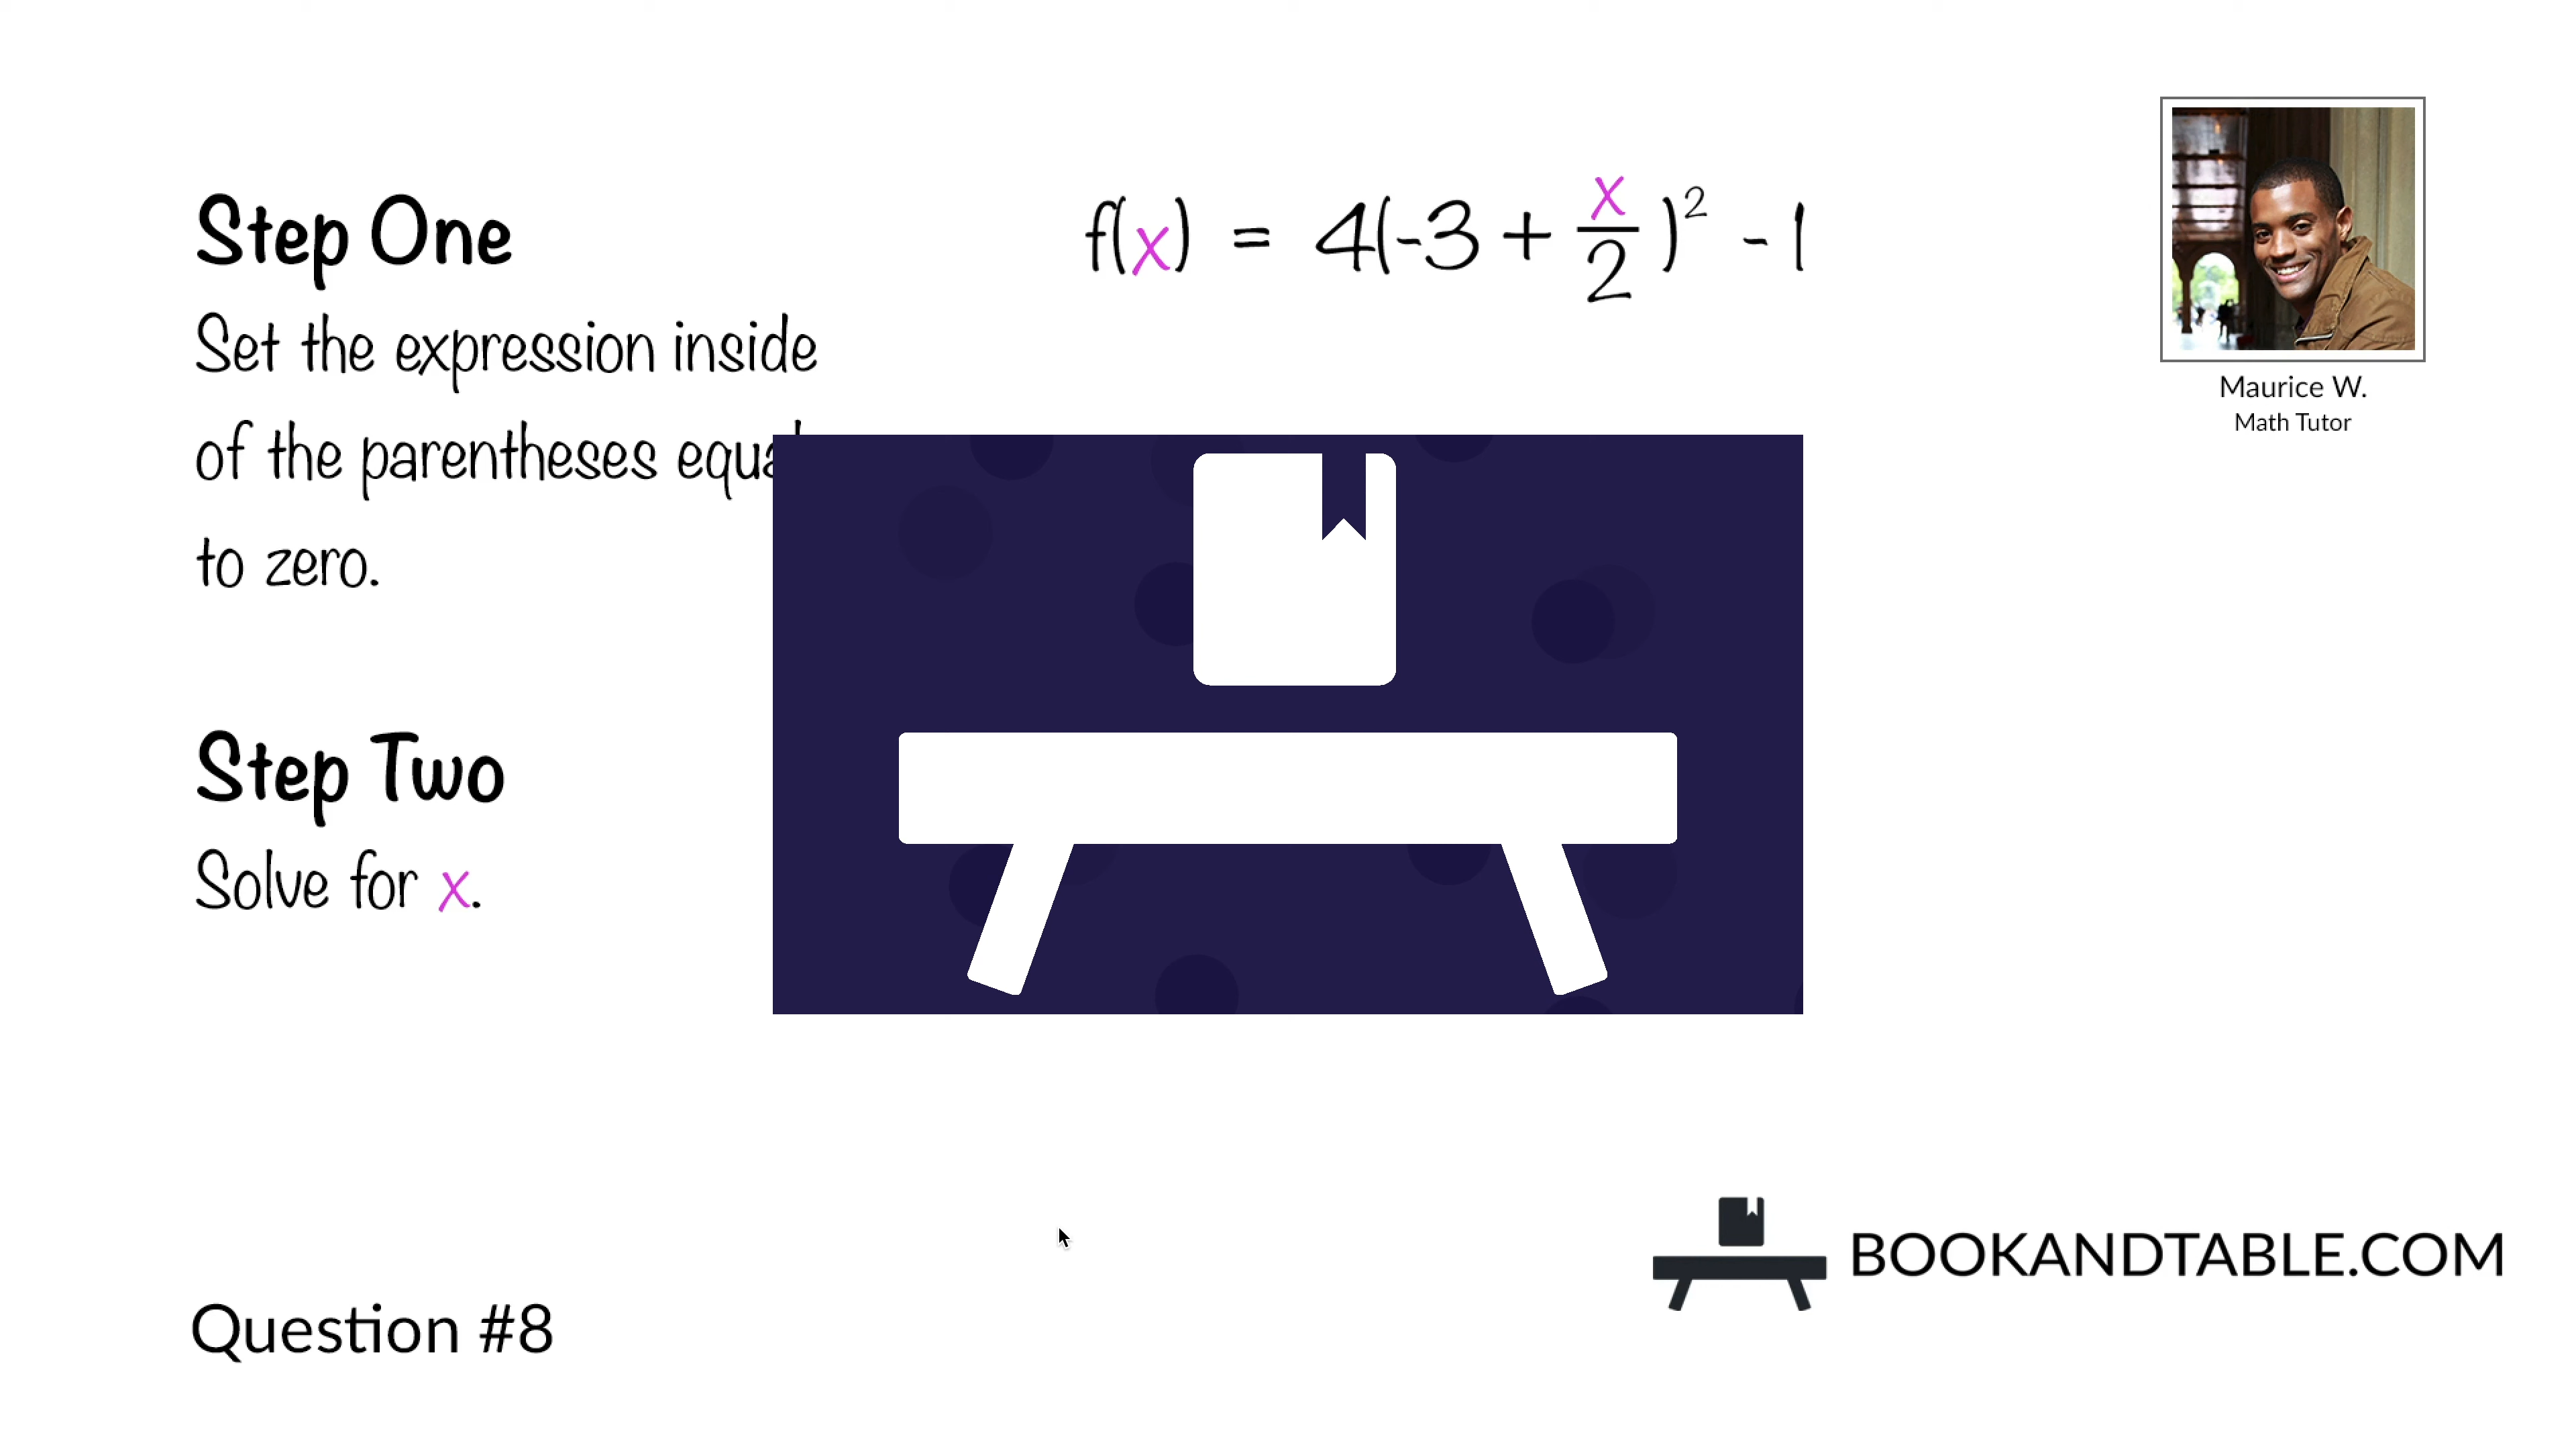 Step One
Set the expression inside
of the parentheses equal
to zero.
Step Two
Solve for x.
f(x) = 4(-3 + x/2)² - 1
Maurice W.
Math Tutor
Question #8
BOOKANDTABLE.COM